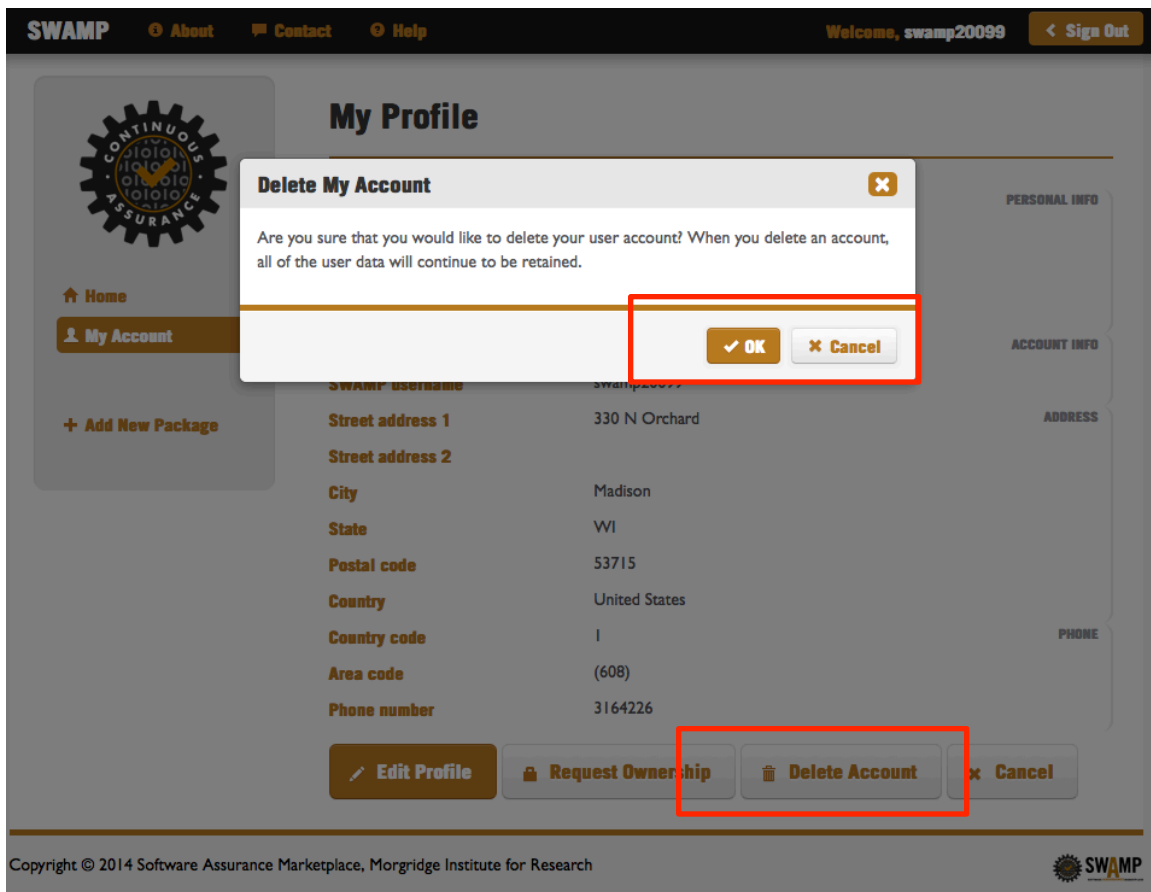 SWAMP About Contact Help Welcome, swamp20099 Sign Out
CONTINUOUS
ASSURANCE
My Profile
Delete My Account
PERSONAL INFO
Are you sure that you would like to delete your user account? When you delete an account,
all of the user data will continue to be retained.
Home
My Account
OK Cancel
ACCOUNT INFO
SWAMP username swamp20099
Add New Package
Street address 1 330 N Orchard ADDRESS
Street address 2
City Madison
State WI
Postal code 53715
Country United States
Country code 1 PHONE
Area code (608)
Phone number 3164226
Edit Profile Request Ownership Delete Account Cancel
Copyright © 2014 Software Assurance Marketplace, Morgridge Institute for Research SWAMP